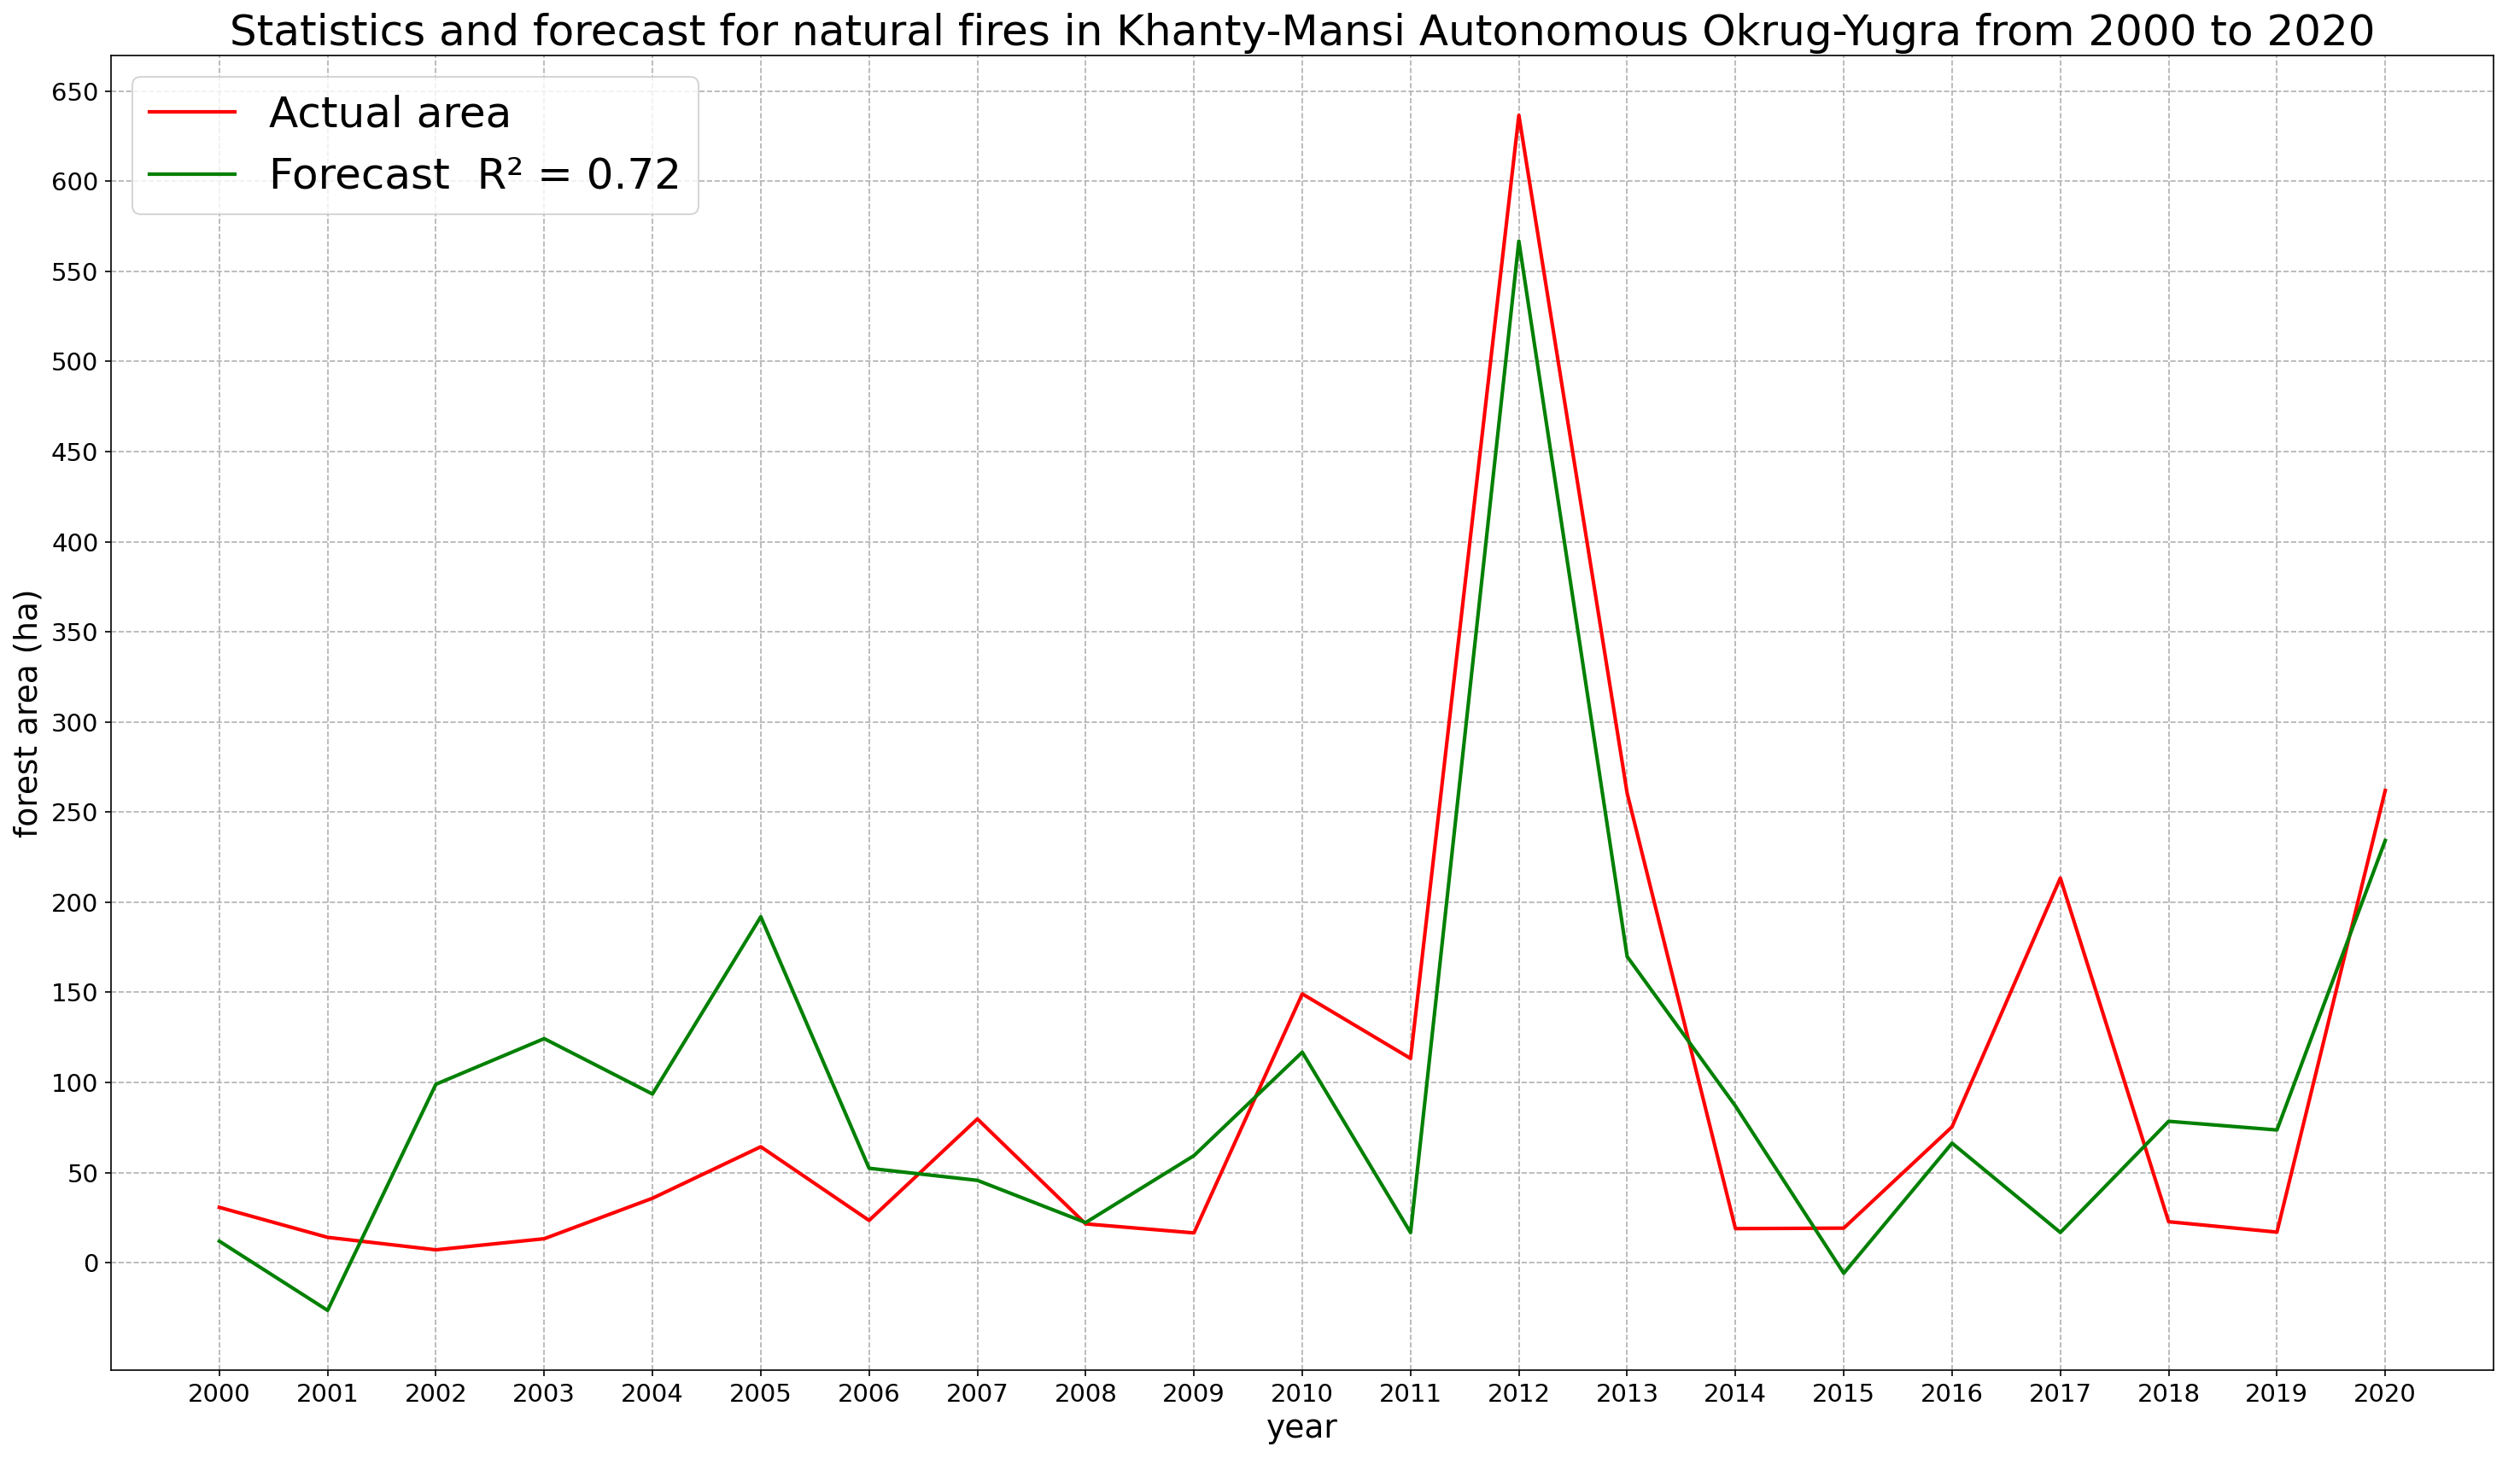 Statistics and forecast for natural fires in Khanty-Mansi Autonomous Okrug-Yugra from 2000 to 2020
Actual area
Forecast  R² = 0.72
650
600
550
500
450
400
350
300
250
200
150
100
50
0
forest area (ha)
2000 2001 2002 2003 2004 2005 2006 2007 2008 2009 2010 2011 2012 2013 2014 2015 2016 2017 2018 2019 2020
year